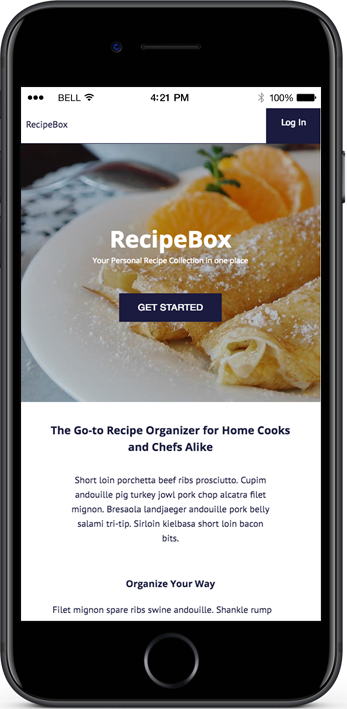 BELL 4:21 PM 100%
RecipeBox Log In
RecipeBox
Your Personal Recipe Collection in one place
GET STARTED
The Go-to Recipe Organizer for Home Cooks
and Chefs Alike
Short loin porchetta beef ribs prosciutto. Cupim
andouille pig turkey jowl pork chop alcatra filet
mignon. Bresaola landjaeger andouille pork belly
salami tri-tip. Sirloin kielbasa short loin bacon
bits.
Organize Your Way
Filet mignon spare ribs swine andouille. Shankle rump